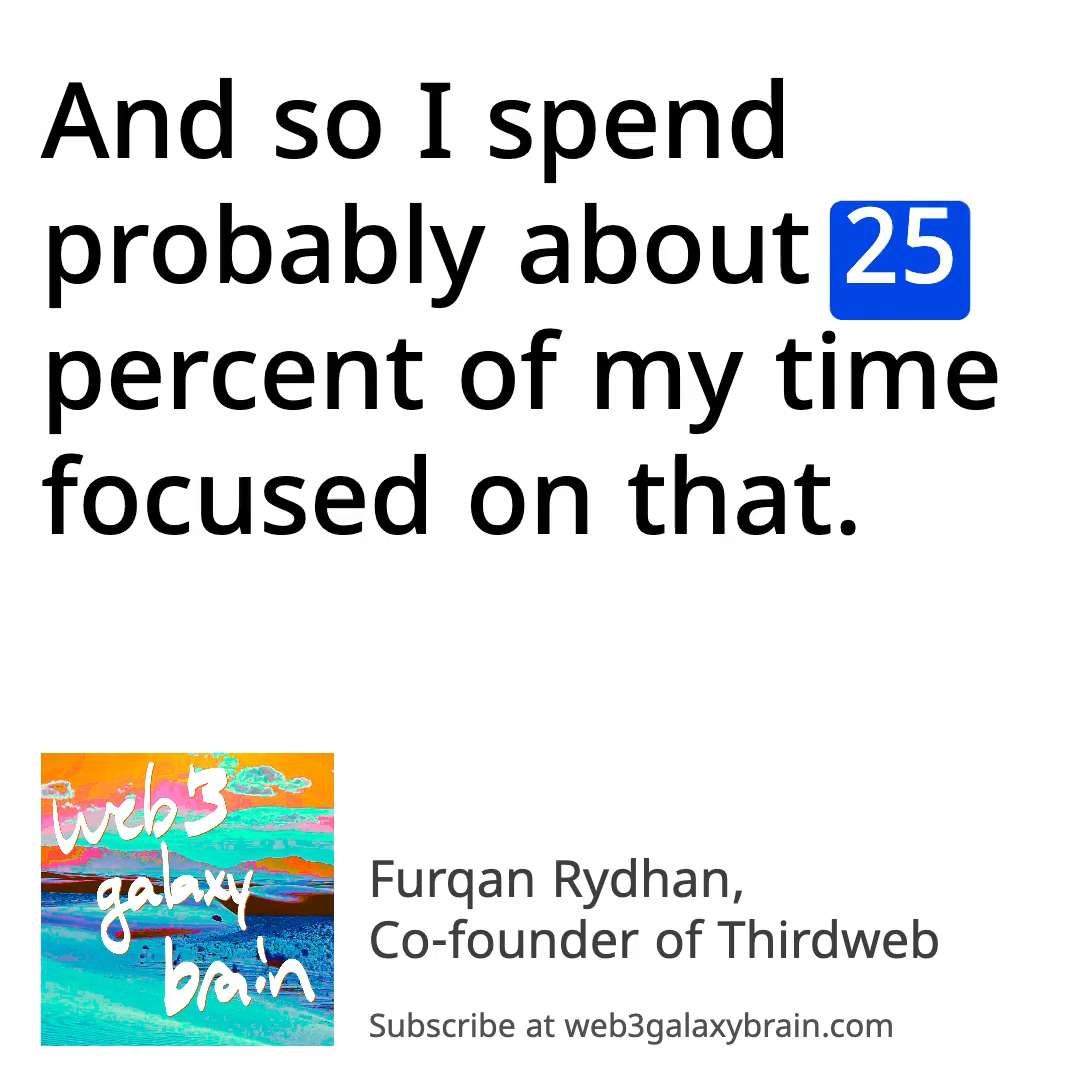 And so I spend
probably about 25
percent of my time
focused on that.
web3
galaxy
brain
Furqan Rydhan,
Co-founder of Thirdweb
Subscribe at web3galaxybrain.com